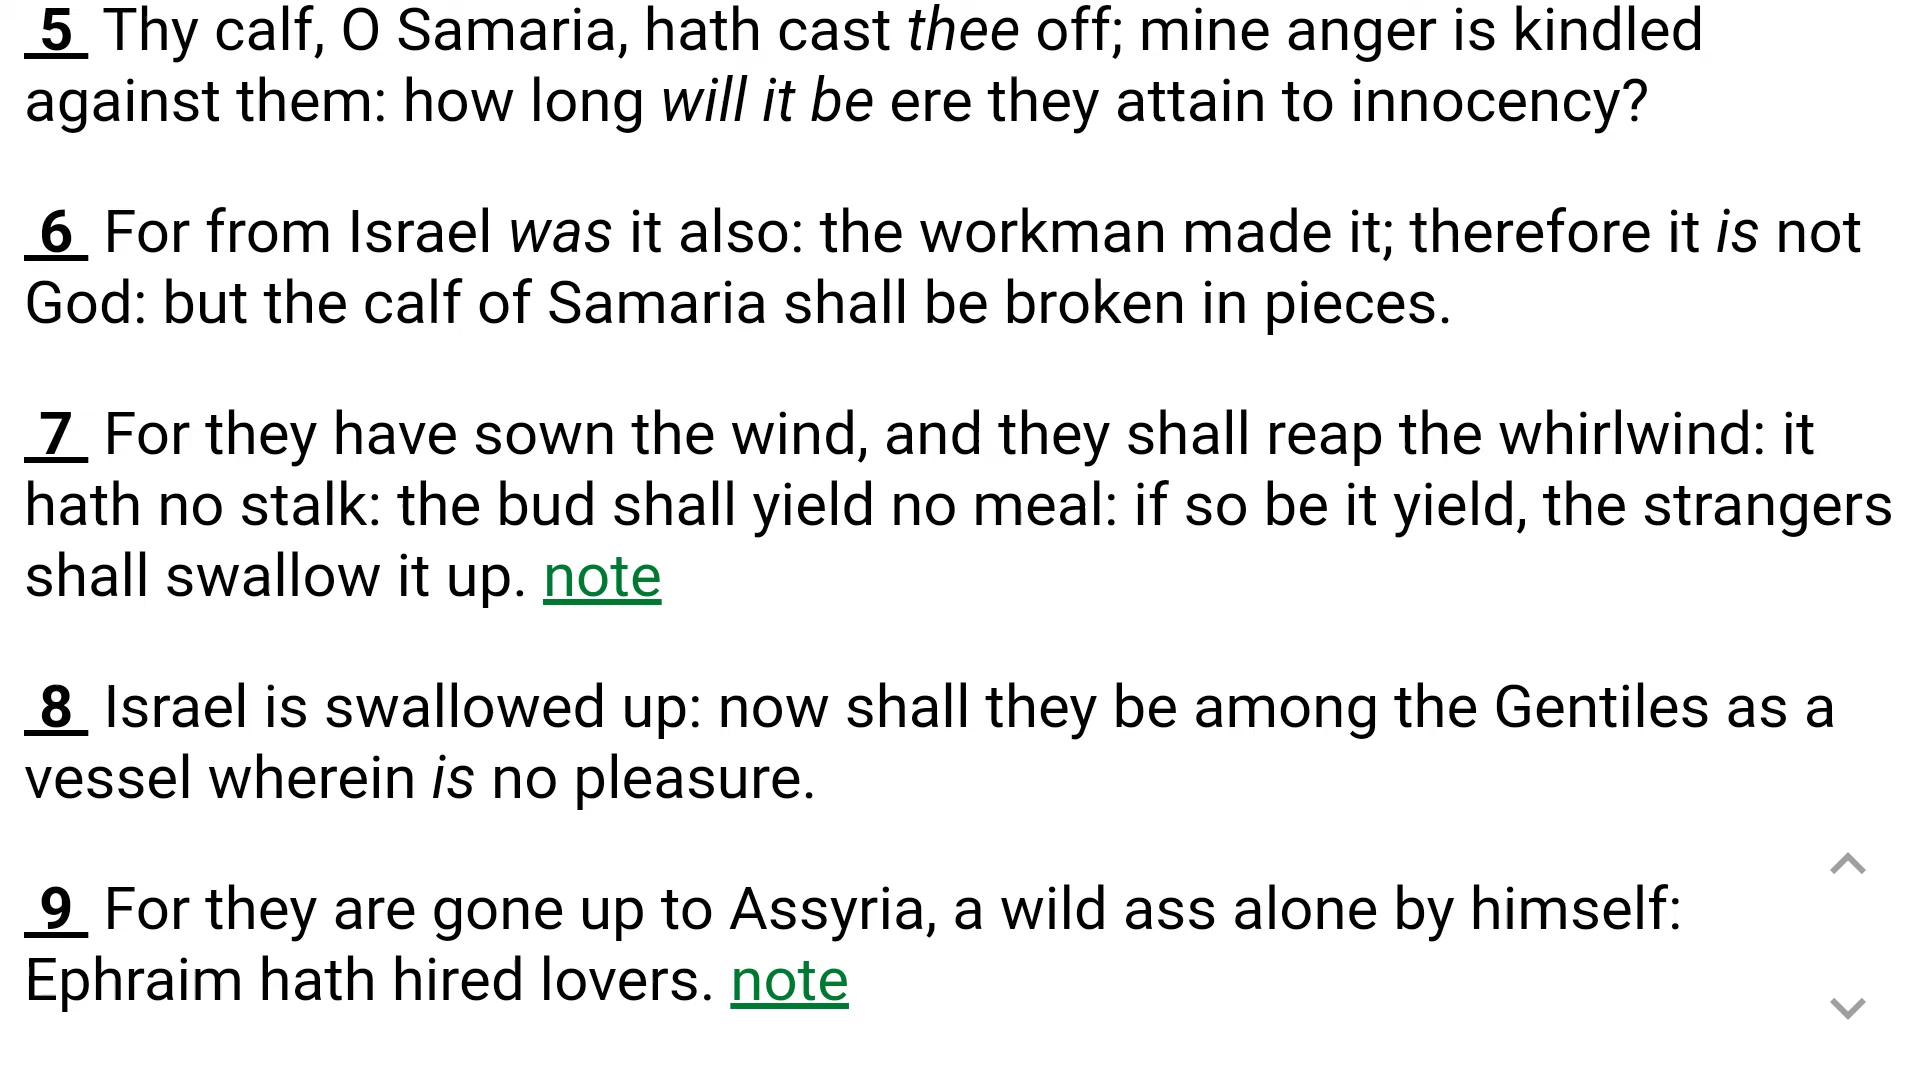 5 Thy calf, O Samaria, hath cast thee off; mine anger is kindled
against them: how long will it be ere they attain to innocency?
6 For from Israel was it also: the workman made it; therefore it is not
God: but the calf of Samaria shall be broken in pieces.
7 For they have sown the wind, and they shall reap the whirlwind: it
hath no stalk: the bud shall yield no meal: if so be it yield, the strangers
shall swallow it up. note
8 Israel is swallowed up: now shall they be among the Gentiles as a
vessel wherein is no pleasure.
9 For they are gone up to Assyria, a wild ass alone by himself:
Ephraim hath hired lovers. note